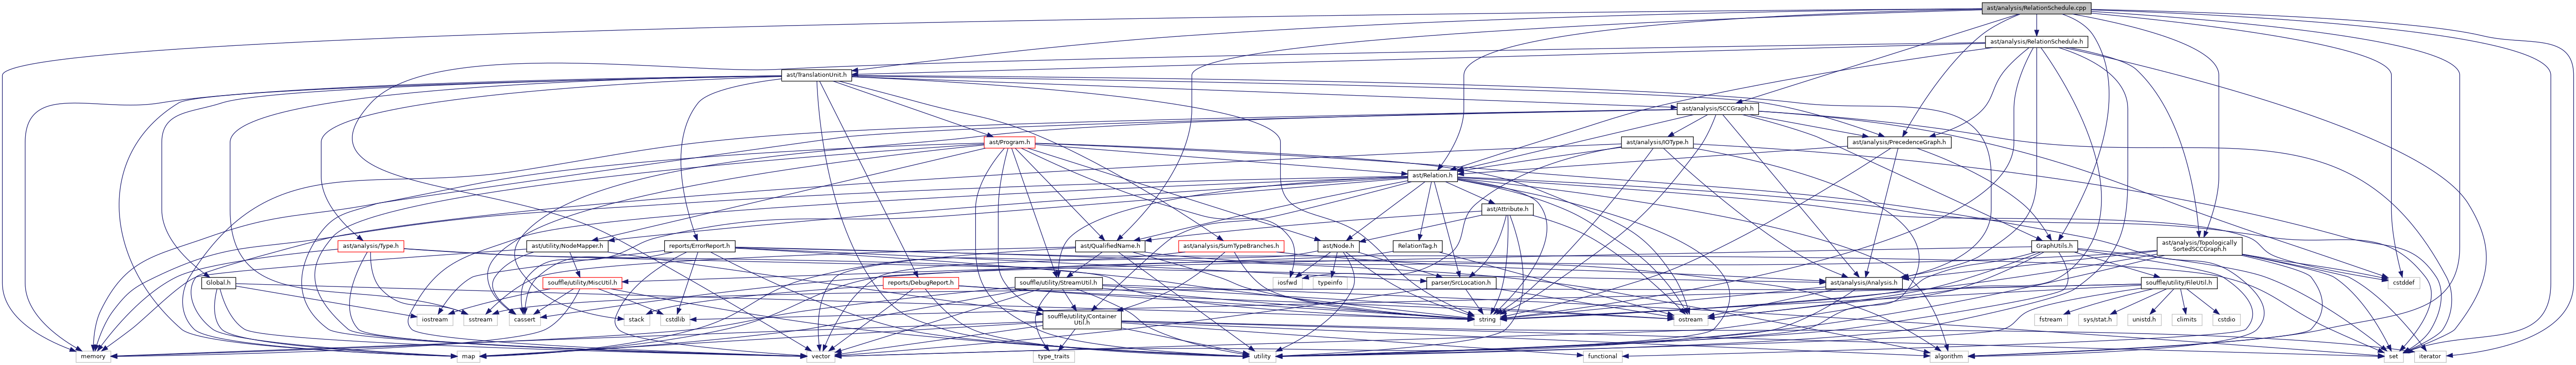 ast/analysis/RelationSchedule.cpp
ast/analysis/RelationSchedule.h
ast/TranslationUnit.h
ast/analysis/SCCGraph.h
ast/Program.h
ast/analysis/IOType.h
ast/analysis/PrecedenceGraph.h
ast/Relation.h
ast/Attribute.h
ast/analysis/Type.h
ast/utility/NodeMapper.h
reports/ErrorReport.h
ast/QualifiedName.h
ast/analysis/SumTypeBranches.h
ast/Node.h
RelationTag.h
GraphUtils.h
ast/analysis/Topologically
SortedSCCGraph.h
Global.h
souffle/utility/MiscUtil.h
reports/DebugReport.h
souffle/utility/StreamUtil.h
iosfwd
typeinfo
parser/SrcLocation.h
ast/analysis/Analysis.h
souffle/utility/FileUtil.h
cstddef
iostream
sstream
cassert
stack
cstdlib
souffle/utility/Container
Util.h
string
ostream
fstream
sys/stat.h
unistd.h
climits
cstdio
memory
map
vector
type_traits
utility
functional
algorithm
set
iterator